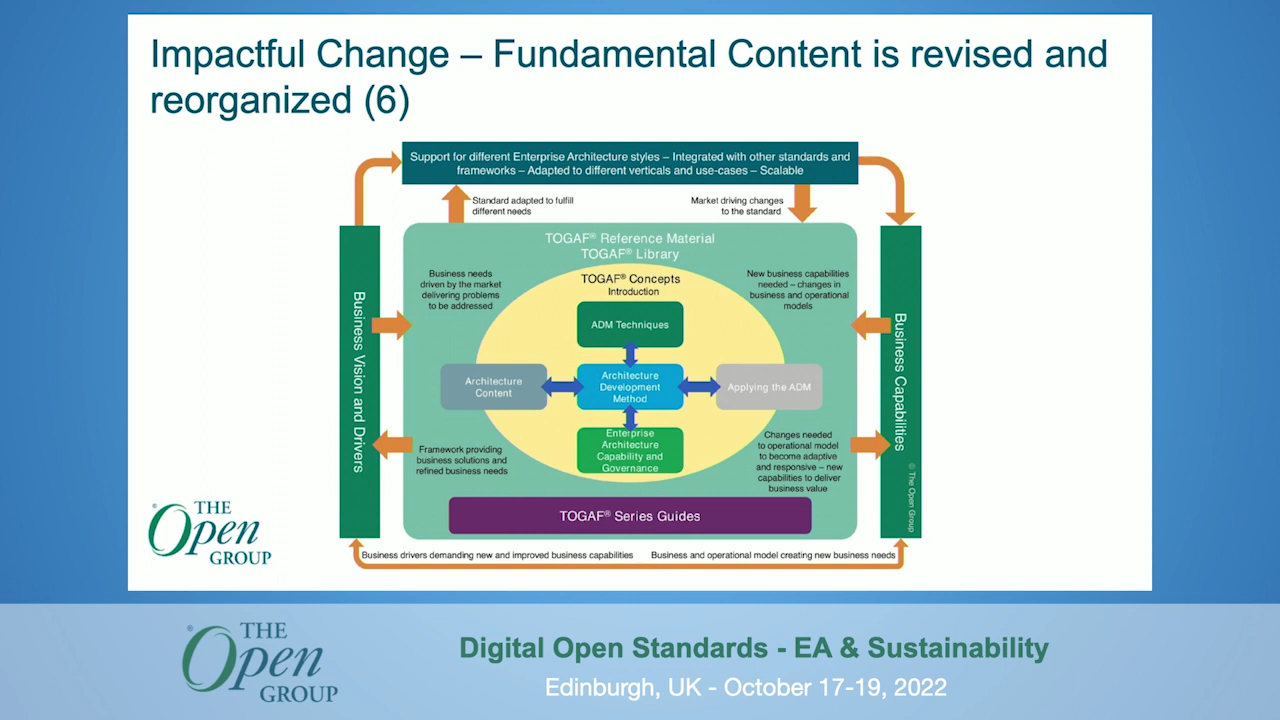 Impactful Change – Fundamental Content is revised and
reorganized (6)
Support for different Enterprise Architecture styles – Integrated with other standards and
frameworks – Adapted to different verticals and use-cases – Scalable
Standard adapted to fulfill
different needs
Market driving changes
to the standard
TOGAF® Reference Material
TOGAF® Library
Business needs
driven by the market
delivering problems
to be addressed
TOGAF® Concepts
Introduction
New business capabilities
needed – changes in
business and operational
models
Business Vision and Drivers
ADM Techniques
Architecture
Content
Architecture
Development
Method
Applying the ADM
Enterprise
Architecture
Capability and
Governance
Business Capabilities
Framework providing
business solutions and
refined business needs
Changes needed
to operational model
to become adaptive
and responsive – new
capabilities to deliver
business value
© The Open Group
TOGAF® Series Guides
Business drivers demanding new and improved business capabilities
Business and operational model creating new business needs
® THE
Open
GROUP
® THE
Open
GROUP
Digital Open Standards - EA & Sustainability
Edinburgh, UK - October 17-19, 2022